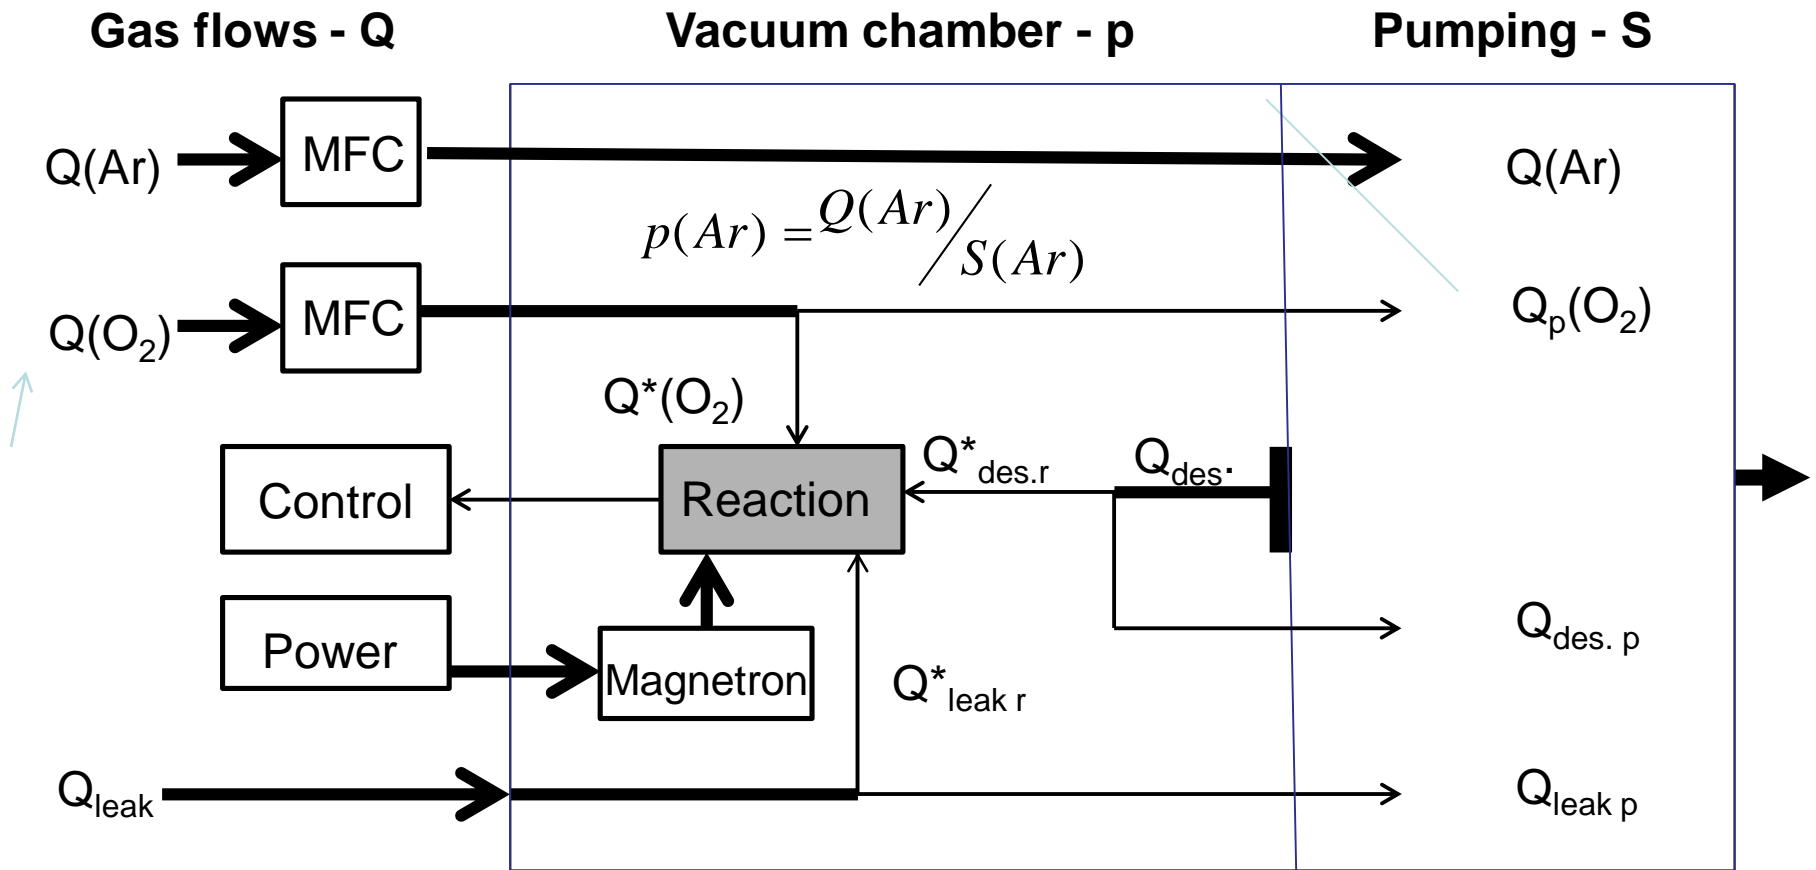 Gas flows - Q
Vacuum chamber - p
Pumping - S
Q(Ar)
MFC
Q(Ar)
p(Ar) = Q(Ar)/S(Ar)
Q(O₂)
MFC
Qₚ(O₂)
Q*(O₂)
Control
Reaction
Q*des.r
Qdes.
Power
Magnetron
Q*leak r
Qdes. p
Qleak
Qleak p